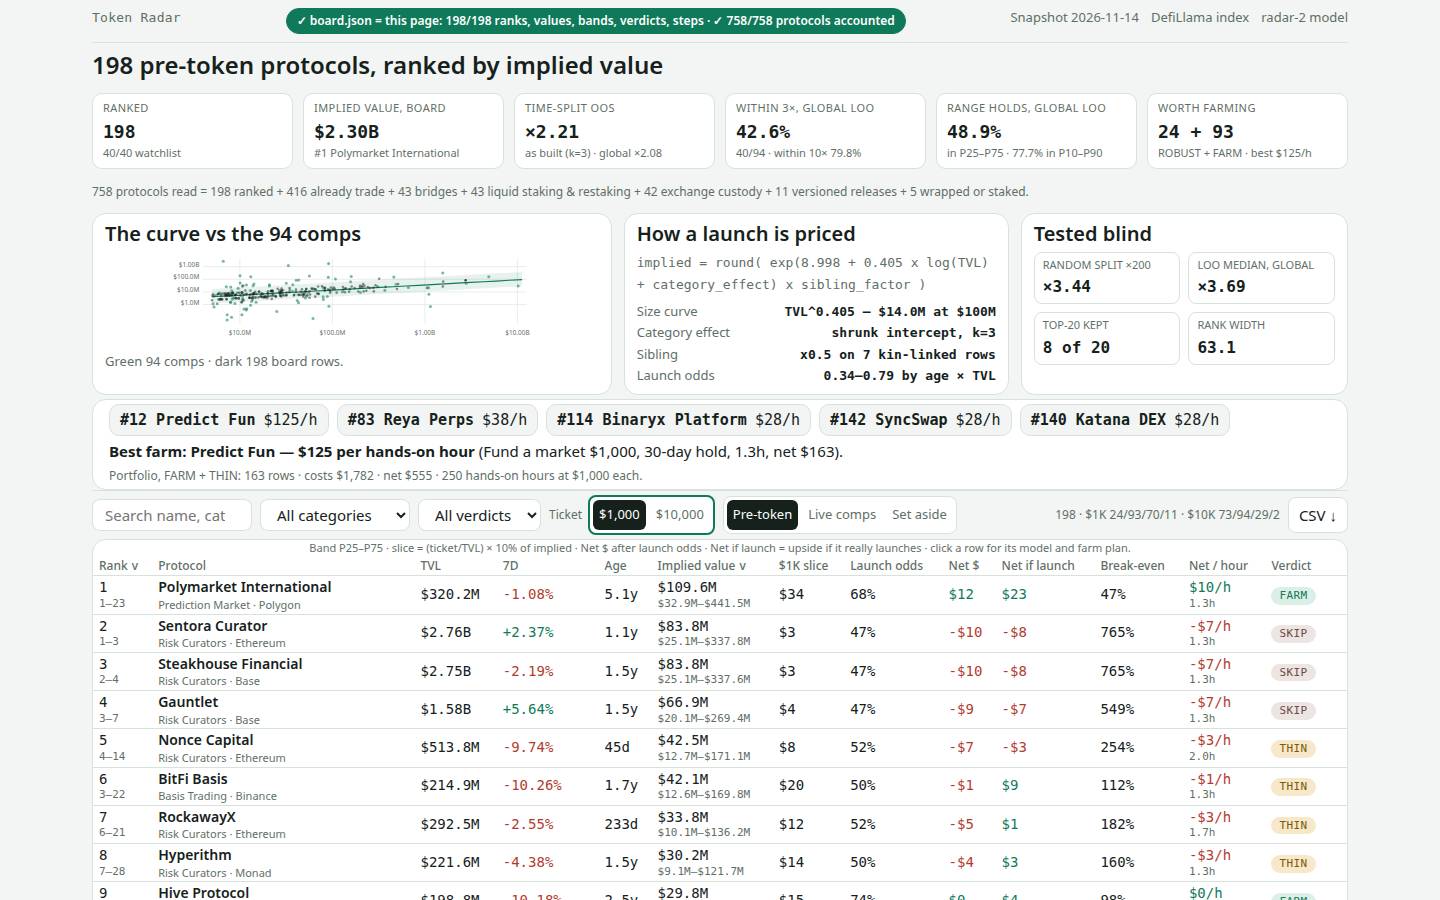 Token Radar
✓ board.json = this page: 198/198 ranks, values, bands, verdicts, steps · ✓ 758/758 protocols accounted
Snapshot 2026-11-14 DefiLlama index radar-2 model
198 pre-token protocols, ranked by implied value
RANKED
198
40/40 watchlist
IMPLIED VALUE, BOARD
$2.30B
#1 Polymarket International
TIME-SPLIT OOS
×2.21
as built (k=3) · global ×2.08
WITHIN 3×, GLOBAL LOO
42.6%
40/94 · within 10× 79.8%
RANGE HOLDS, GLOBAL LOO
48.9%
in P25–P75 · 77.7% in P10–P90
WORTH FARMING
24 + 93
ROBUST + FARM · best $125/h
758 protocols read = 198 ranked + 416 already trade + 43 bridges + 43 liquid staking & restaking + 42 exchange custody + 11 versioned releases + 5 wrapped or staked.
The curve vs the 94 comps
$1.00B
$100.0M
$10.0M
$1.0M
$10.0M $100.0M $1.00B $10.00B
Green 94 comps · dark 198 board rows.
How a launch is priced
implied = round( exp(8.998 + 0.405 x log(TVL)
+ category_effect) x sibling_factor )
Size curve TVL^0.405 — $14.0M at $100M
Category effect shrunk intercept, k=3
Sibling x0.5 on 7 kin-linked rows
Launch odds 0.34–0.79 by age × TVL
Tested blind
RANDOM SPLIT ×200
×3.44
LOO MEDIAN, GLOBAL
×3.69
TOP-20 KEPT
8 of 20
RANK WIDTH
63.1
#12 Predict Fun $125/h
#83 Reya Perps $38/h
#114 Binaryx Platform $28/h
#142 SyncSwap $28/h
#140 Katana DEX $28/h
Best farm: Predict Fun — $125 per hands-on hour (Fund a market $1,000, 30-day hold, 1.3h, net $163).
Portfolio, FARM + THIN: 163 rows · costs $1,782 · net $555 · 250 hands-on hours at $1,000 each.
Search name, cat
All categories
All verdicts
Ticket $1,000 $10,000
Pre-token Live comps Set aside
198 · $1K 24/93/70/11 · $10K 73/94/29/2
CSV ↓
Band P25–P75 · slice = (ticket/TVL) × 10% of implied · Net $ after launch odds · Net if launch = upside if it really launches · click a row for its model and farm plan.
Rank v Protocol TVL 7D Age Implied value v $1K slice Launch odds Net $ Net if launch Break-even Net / hour Verdict
1 Polymarket International $320.2M -1.08% 5.1y $109.6M $34 68% $12 $23 47% $10/h FARM
1–23 Prediction Market · Polygon $32.9M–$441.5M 1.3h
2 Sentora Curator $2.76B +2.37% 1.1y $83.8M $3 47% -$10 -$8 765% -$7/h SKIP
1–3 Risk Curators · Ethereum $25.1M–$337.8M 1.3h
3 Steakhouse Financial $2.75B -2.19% 1.5y $83.8M $3 47% -$10 -$8 765% -$7/h SKIP
2–4 Risk Curators · Base $25.1M–$337.6M 1.3h
4 Gauntlet $1.58B +5.64% 1.5y $66.9M $4 47% -$9 -$7 549% -$7/h SKIP
3–7 Risk Curators · Base $20.1M–$269.4M 1.3h
5 Nonce Capital $513.8M -9.74% 45d $42.5M $8 52% -$7 -$3 254% -$3/h THIN
4–14 Risk Curators · Ethereum $12.7M–$171.1M 2.0h
6 BitFi Basis $214.9M -10.26% 1.7y $42.1M $20 50% -$1 $9 112% -$1/h THIN
3–22 Basis Trading · Binance $12.6M–$169.8M 1.3h
7 RockawayX $292.5M -2.55% 233d $33.8M $12 52% -$5 $1 182% -$3/h THIN
6–21 Risk Curators · Ethereum $10.1M–$136.2M 1.7h
8 Hyperithm $221.6M -4.38% 1.5y $30.2M $14 50% -$4 $3 160% -$3/h THIN
7–28 Risk Curators · Monad $9.1M–$121.7M 1.3h
9 Hive Protocol $198.8M -10.18% 2.5y $29.8M $15 74% $0 $4 98% $0/h FARM